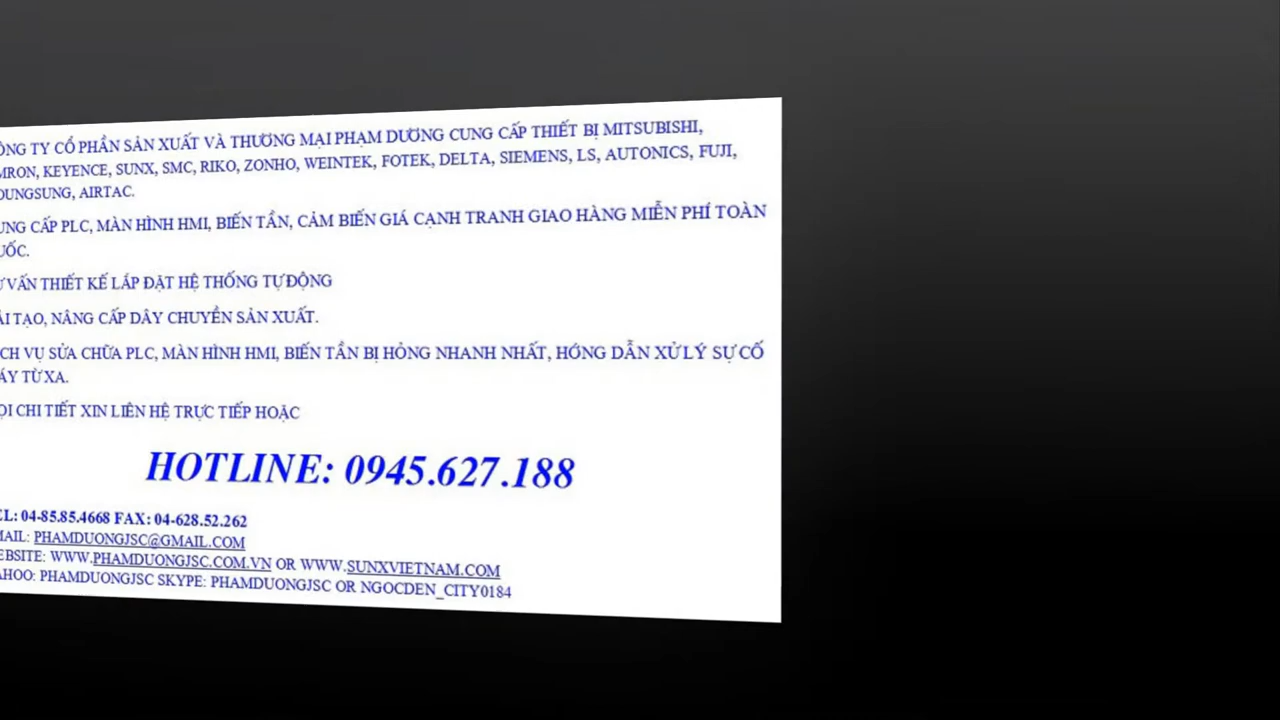 ÔNG TY CỔ PHẦN SẢN XUẤT VÀ THƯƠNG MẠI PHẠM DƯƠNG CUNG CẤP THIẾT BỊ MITSUBISHI,
MRON, KEYENCE, SUNX, SMC, RIKO, ZONHO, WEINTEK, FOTEK, DELTA, SIEMENS, LS, AUTONICS, FUJI,
OUNGSUNG, AIRTAC.
UNG CẤP PLC, MÀN HÌNH HMI, BIẾN TẦN, CẢM BIẾN GIÁ CẠNH TRANH GIAO HÀNG MIỄN PHÍ TOÀN
UỐC.
Ư VẤN THIẾT KẾ LẮP ĐẶT HỆ THỐNG TỰ ĐỘNG
ẢI TẠO, NÂNG CẤP DÂY CHUYỀN SẢN XUẤT.
ỊCH VỤ SỬA CHỮA PLC, MÀN HÌNH HMI, BIẾN TẦN BỊ HỎNG NHANH NHẤT, HỚNG DẪN XỬ LÝ SỰ CỐ
ÁY TỪ XA.
ỌI CHI TIẾT XIN LIÊN HỆ TRỰC TIẾP HOẶC
HOTLINE: 0945.627.188
EL: 04-85.85.4668 FAX: 04-628.52.262
MAIL: PHAMDUONGJSC@GMAIL.COM
EBSITE: WWW.PHAMDUONGJSC.COM.VN OR WWW.SUNXVIETNAM.COM
AHOO: PHAMDUONGJSC SKYPE: PHAMDUONGJSC OR NGOCDEN_CITY0184